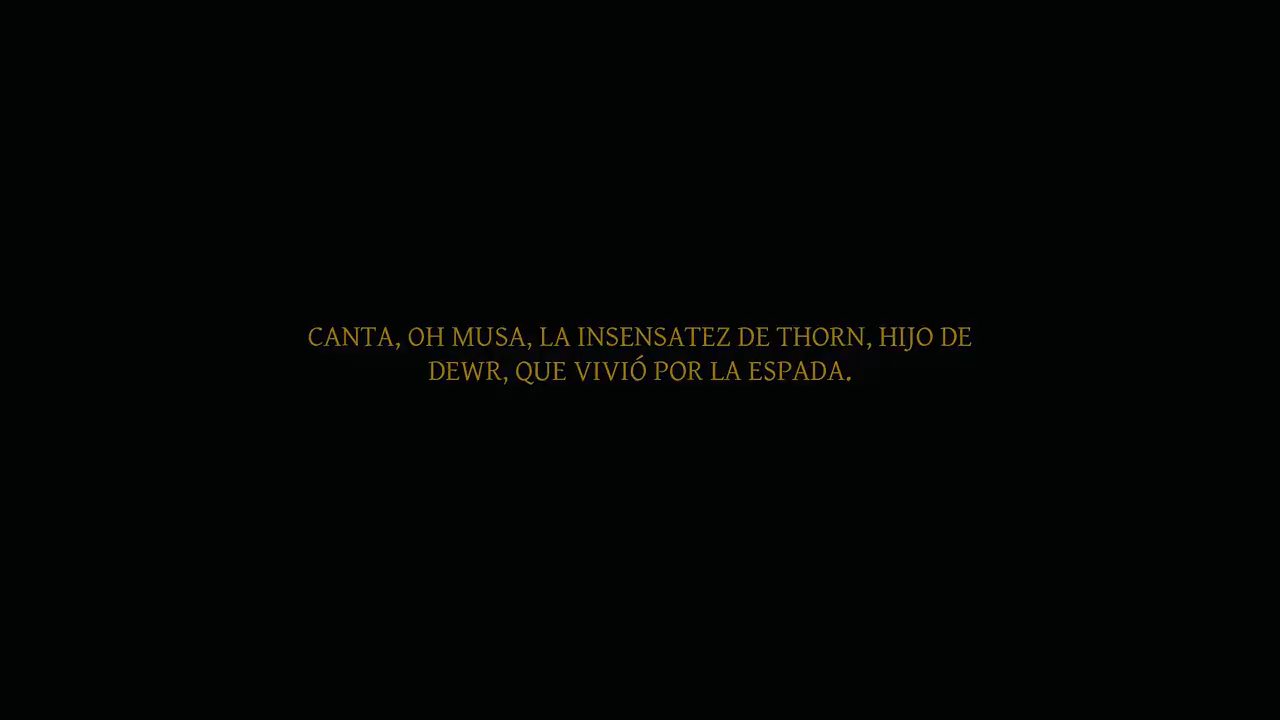 CANTA, OH MUSA, LA INSENSATEZ DE THORN, HIJO DE
DEWR, QUE VIVIÓ POR LA ESPADA.